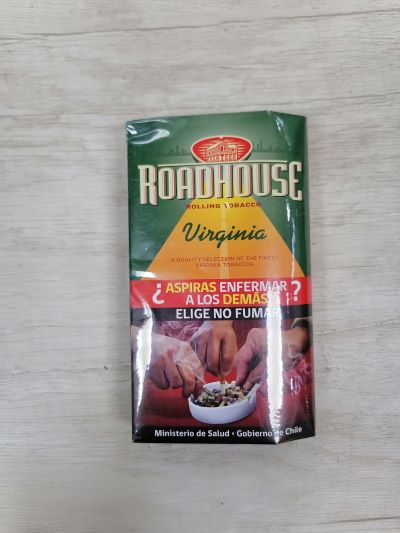 ROADHOUSE
ROLLING TOBACCO
Virginia
A QUALITY SELECTION OF THE FINEST
VIRGINIA TOBACCOS
¿ASPIRAS ENFERMAR
A LOS DEMÁS?
ELIGE NO FUMAR
Ministerio de Salud • Gobierno de Chile